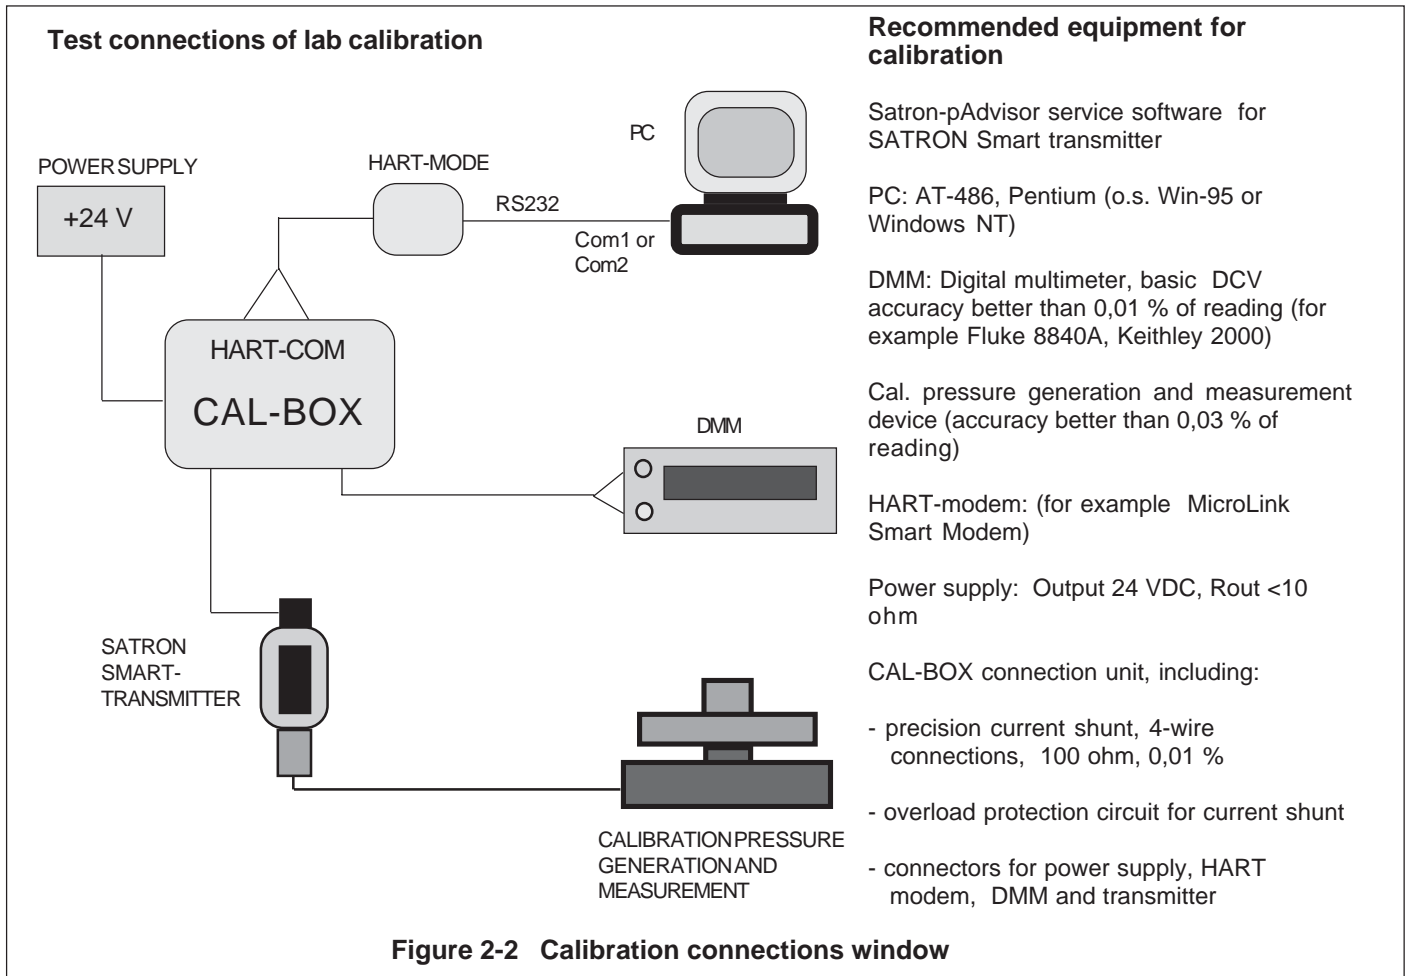 Test connections of lab calibration
POWER SUPPLY
+24 V
HART-MODE
RS232
PC
Com1 or
Com2
HART-COM
CAL-BOX
DMM
SATRON
SMART-
TRANSMITTER
CALIBRATION PRESSURE
GENERATION AND
MEASUREMENT
Recommended equipment for
calibration
Satron-pAdvisor service software for
SATRON Smart transmitter
PC: AT-486, Pentium (o.s. Win-95 or
Windows NT)
DMM: Digital multimeter, basic DCV
accuracy better than 0,01 % of reading (for
example Fluke 8840A, Keithley 2000)
Cal. pressure generation and measurement
device (accuracy better than 0,03 % of
reading)
HART-modem: (for example MicroLink
Smart Modem)
Power supply: Output 24 VDC, Rout <10
ohm
CAL-BOX connection unit, including:
- precision current shunt, 4-wire
connections, 100 ohm, 0,01 %
- overload protection circuit for current shunt
- connectors for power supply, HART
modem, DMM and transmitter
Figure 2-2 Calibration connections window